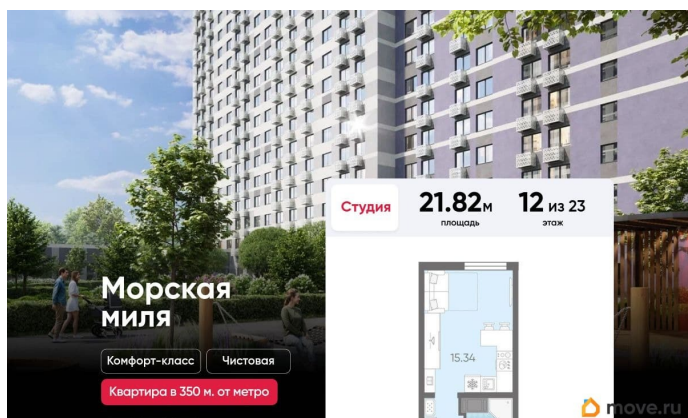 Студия
21.82м
площадь
12 из 23
этаж
Морская
миля
Комфорт-класс
Чистовая
Квартира в 350 м. от метро
15.34
move.ru